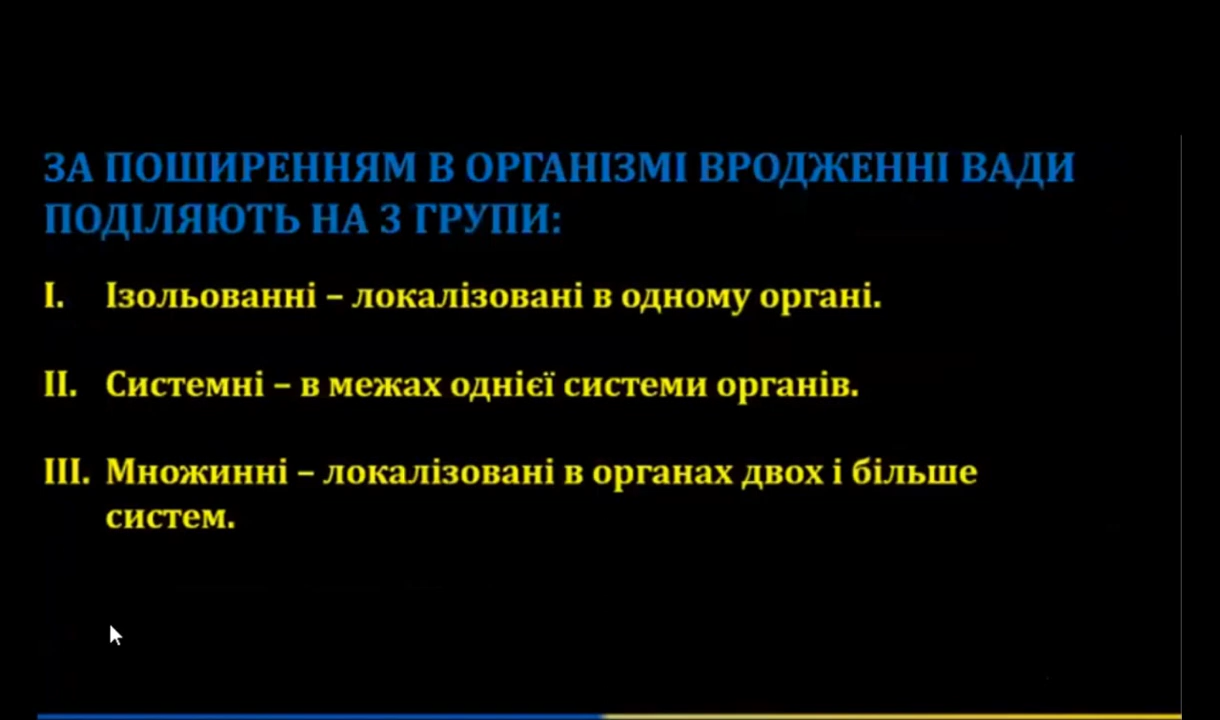 ЗА ПОШИРЕННЯМ В ОРГАНІЗМІ ВРОДЖЕННІ ВАДИ
ПОДІЛЯЮТЬ НА 3 ГРУПИ:
I. Ізольованні – локалізовані в одному органі.
II. Системні – в межах однієї системи органів.
III. Множинні – локалізовані в органах двох і більше
систем.